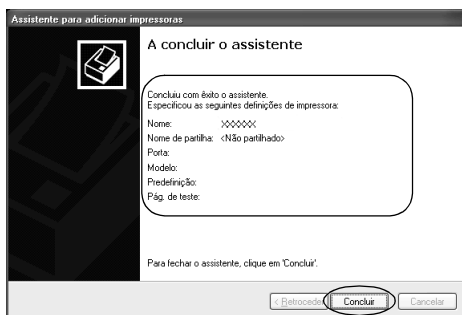 Assistente para adicionar impressoras
A concluir o assistente
Concluiu com êxito o assistente.
Especificou as seguintes definições de impressora:
Nome: XXXXXX
Nome de partilha: <Não partilhado>
Porta:
Modelo:
Predefinição:
Pág. de teste:
Para fechar o assistente, clique em 'Concluir'.
< Retroceder Concluir Cancelar